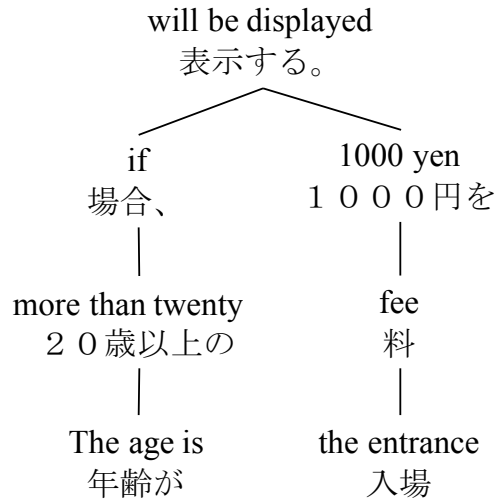 will be displayed
表示する。
if
場合、
1000 yen
１０００円を
more than twenty
２０歳以上の
fee
料
The age is
年齢が
the entrance
入場